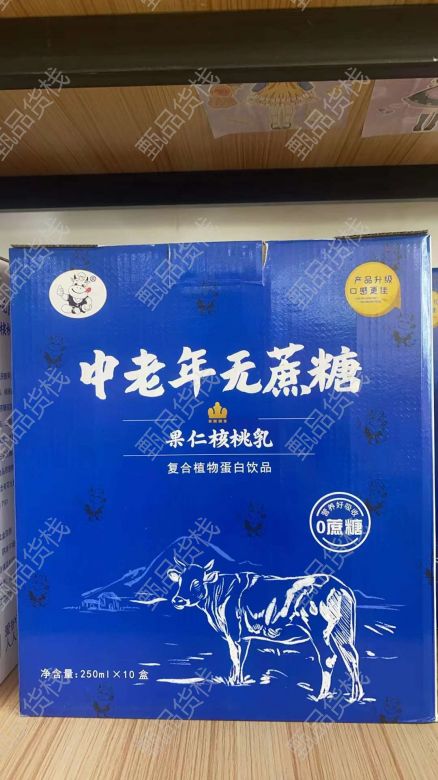 产品升级
口感更佳
中老年无蔗糖
果仁核桃乳
复合植物蛋白饮品
营养好吸收
0蔗糖
净含量:250ml×10盒
甄品货栈